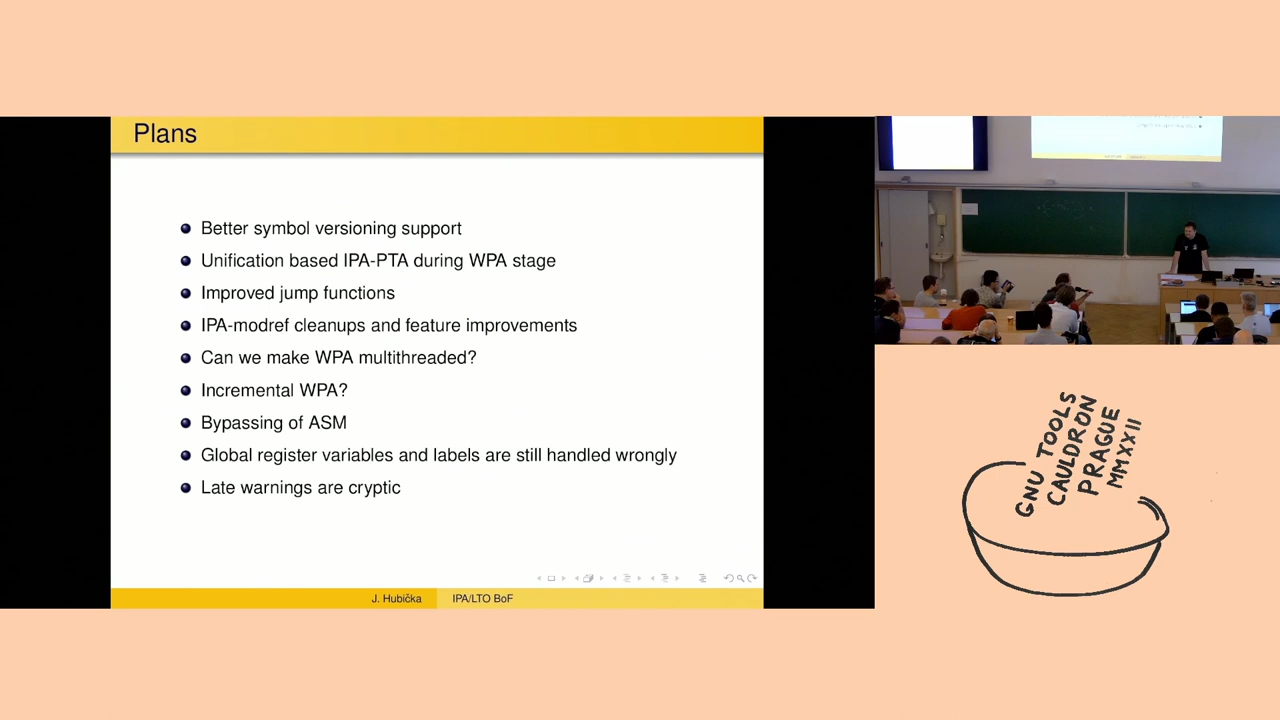 Plans
Better symbol versioning support
Unification based IPA-PTA during WPA stage
Improved jump functions
IPA-modref cleanups and feature improvements
Can we make WPA multithreaded?
Incremental WPA?
Bypassing of ASM
Global register variables and labels are still handled wrongly
Late warnings are cryptic
J. Hubička
IPA/LTO BoF
GNU TOOLS
CAULDRON
PRAGUE
MMXXII